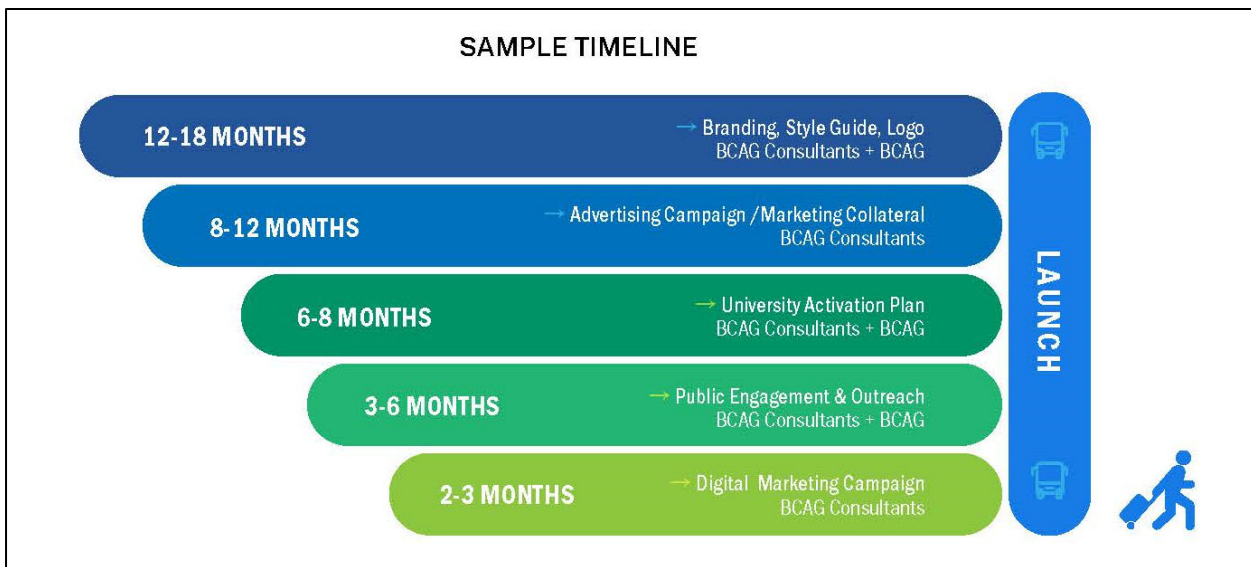 SAMPLE TIMELINE
12-18 MONTHS
→ Branding, Style Guide, Logo
BCAG Consultants + BCAG
8-12 MONTHS
→ Advertising Campaign /Marketing Collateral
BCAG Consultants
6-8 MONTHS
→ University Activation Plan
BCAG Consultants + BCAG
3-6 MONTHS
→ Public Engagement & Outreach
BCAG Consultants + BCAG
2-3 MONTHS
→ Digital Marketing Campaign
BCAG Consultants
LAUNCH